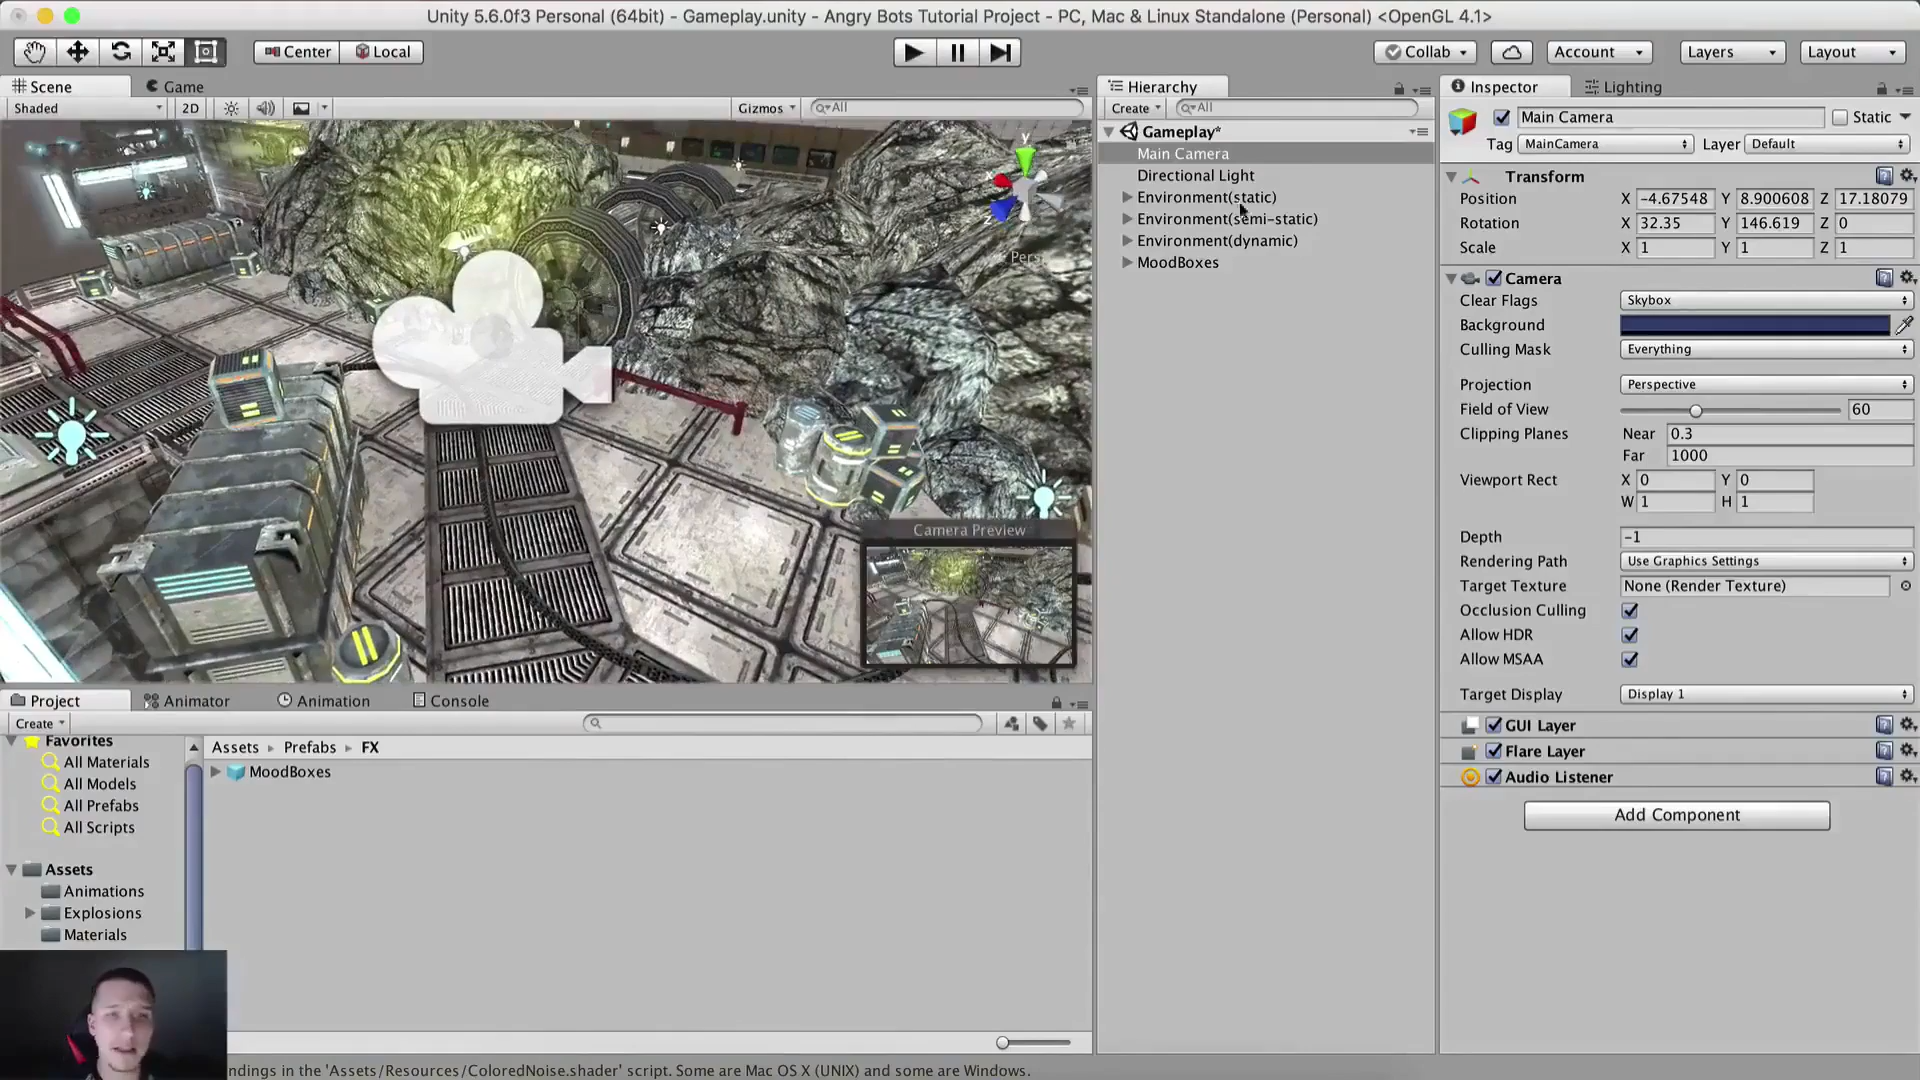 Unity 5.6.0f3 Personal (64bit) - Gameplay.unity - Angry Bots Tutorial Project - PC, Mac & Linux Standalone (Personal) <OpenGL 4.1>
Center Local Collab Account Layers Layout
Scene Game
Shaded 2D Gizmos All
y
z
Pers
Camera Preview
Hierarchy
Create All
Gameplay*
Main Camera
Directional Light
Environment(static)
Environment(semi-static)
Environment(dynamic)
MoodBoxes
Inspector Lighting
Main Camera Static
Tag MainCamera Layer Default
Transform
Position X -4.67548 Y 8.900608 Z 17.18079
Rotation X 32.35 Y 146.619 Z 0
Scale X 1 Y 1 Z 1
Camera
Clear Flags Skybox
Background
Culling Mask Everything
Projection Perspective
Field of View 60
Clipping Planes Near 0.3
Far 1000
Viewport Rect X 0 Y 0
W 1 H 1
Depth -1
Rendering Path Use Graphics Settings
Target Texture None (Render Texture)
Occlusion Culling
Allow HDR
Allow MSAA
Target Display Display 1
GUI Layer
Flare Layer
Audio Listener
Add Component
Project Animator Animation Console
Create
Favorites
All Materials
All Models
All Prefabs
All Scripts
Assets
Animations
Explosions
Materials
Assets Prefabs FX
MoodBoxes
ndings in the 'Assets/Resources/ColoredNoise.shader' script. Some are Mac OS X (UNIX) and some are Windows.